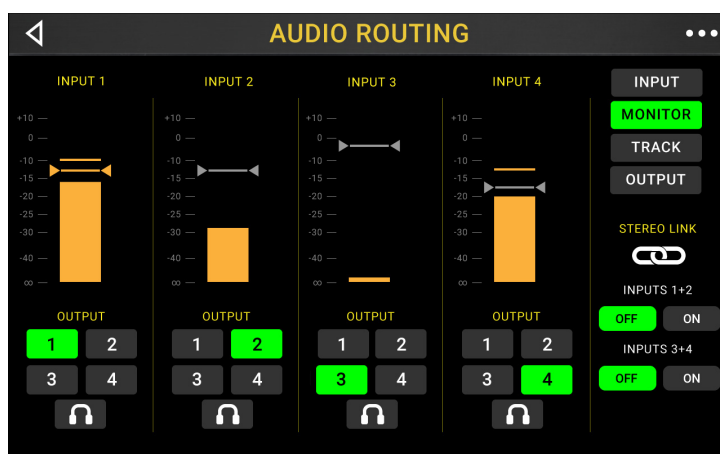 AUDIO ROUTING
INPUT 1
INPUT 2
INPUT 3
INPUT 4
+10
0
-10
-15
-20
-25
-30
-40
∞
+10
0
-10
-15
-20
-25
-30
-40
∞
+10
0
-10
-15
-20
-25
-30
-40
∞
+10
0
-10
-15
-20
-25
-30
-40
∞
OUTPUT
1 2
3 4
OUTPUT
1 2
3 4
OUTPUT
1 2
3 4
OUTPUT
1 2
3 4
INPUT
MONITOR
TRACK
OUTPUT
STEREO LINK
INPUTS 1+2
OFF ON
INPUTS 3+4
OFF ON